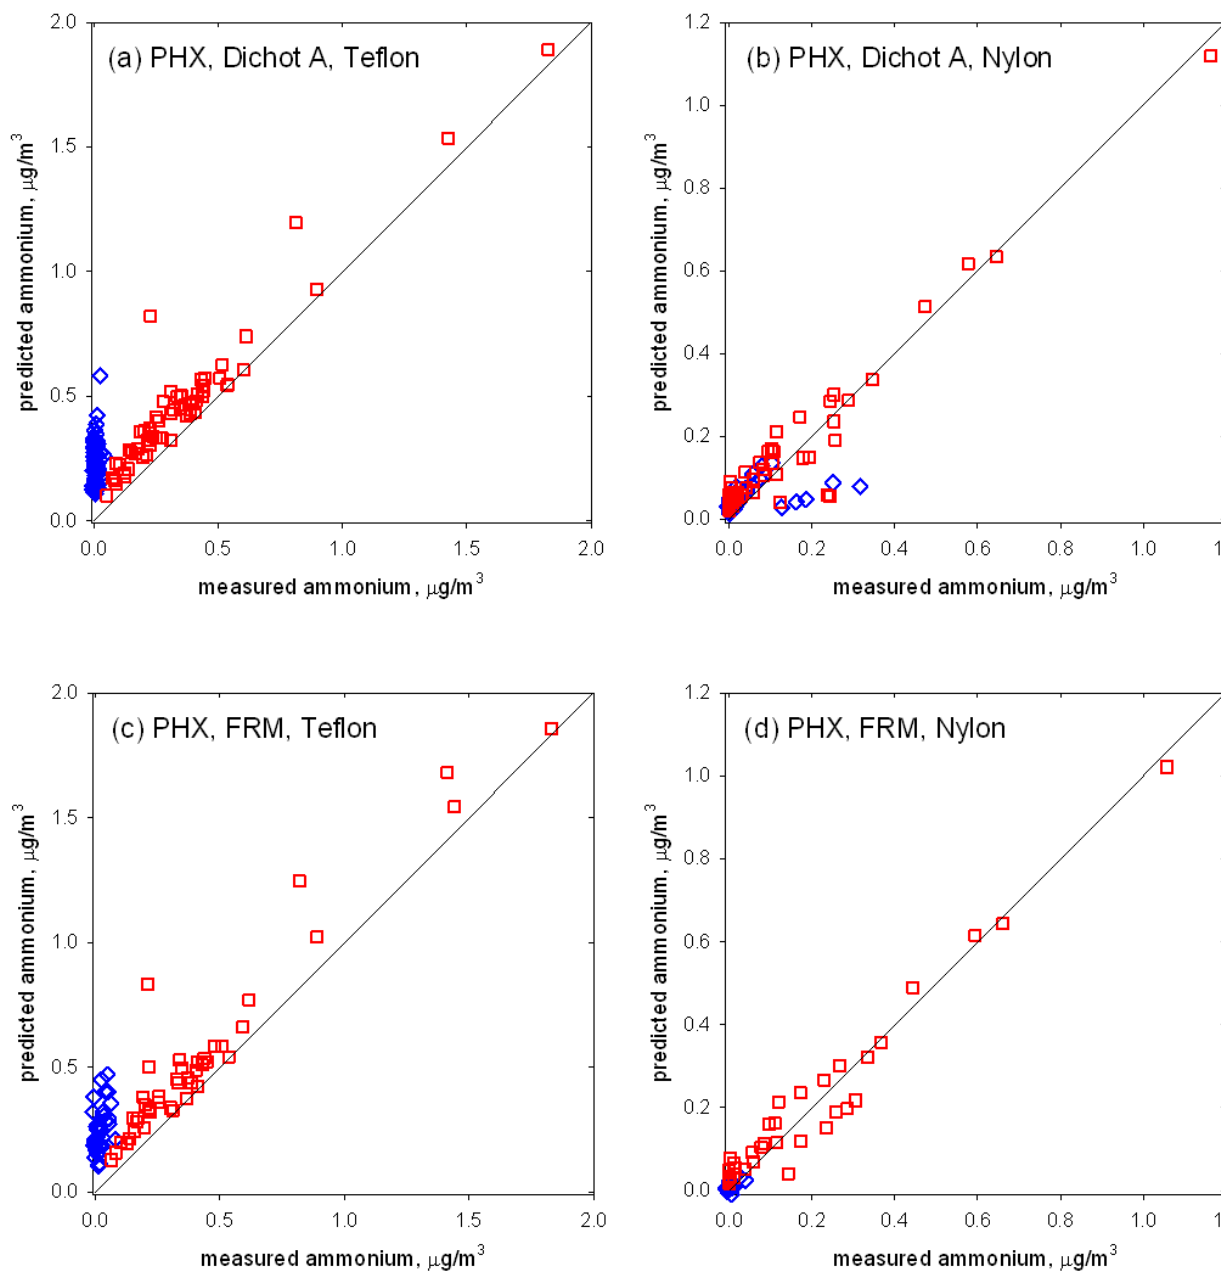 (a) PHX, Dichot A, Teflon
predicted ammonium, μg/m³
2.0
1.5
1.0
0.5
0.0
0.0 0.5 1.0 1.5 2.0
measured ammonium, μg/m³
(b) PHX, Dichot A, Nylon
predicted ammonium, μg/m³
1.2
1.0
0.8
0.6
0.4
0.2
0.0
0.0 0.2 0.4 0.6 0.8 1.0
measured ammonium, μg/m³
(c) PHX, FRM, Teflon
predicted ammonium, μg/m³
2.0
1.5
1.0
0.5
0.0
0.0 0.5 1.0 1.5 2.0
measured ammonium, μg/m³
(d) PHX, FRM, Nylon
predicted ammonium, μg/m³
1.2
1.0
0.8
0.6
0.4
0.2
0.0
0.0 0.2 0.4 0.6 0.8 1.0
measured ammonium, μg/m³